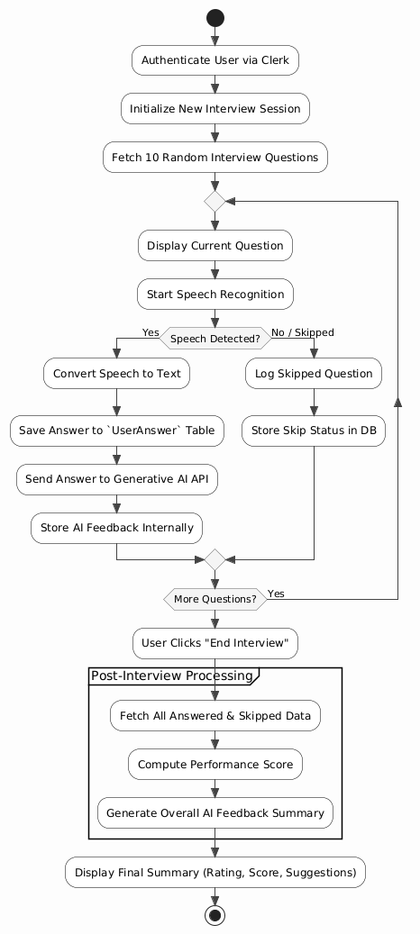 Authenticate User via Clerk
Initialize New Interview Session
Fetch 10 Random Interview Questions
Display Current Question
Start Speech Recognition
Yes
Speech Detected?
No / Skipped
Convert Speech to Text
Log Skipped Question
Save Answer to `UserAnswer` Table
Store Skip Status in DB
Send Answer to Generative AI API
Store AI Feedback Internally
More Questions?
Yes
User Clicks "End Interview"
Post-Interview Processing
Fetch All Answered & Skipped Data
Compute Performance Score
Generate Overall AI Feedback Summary
Display Final Summary (Rating, Score, Suggestions)